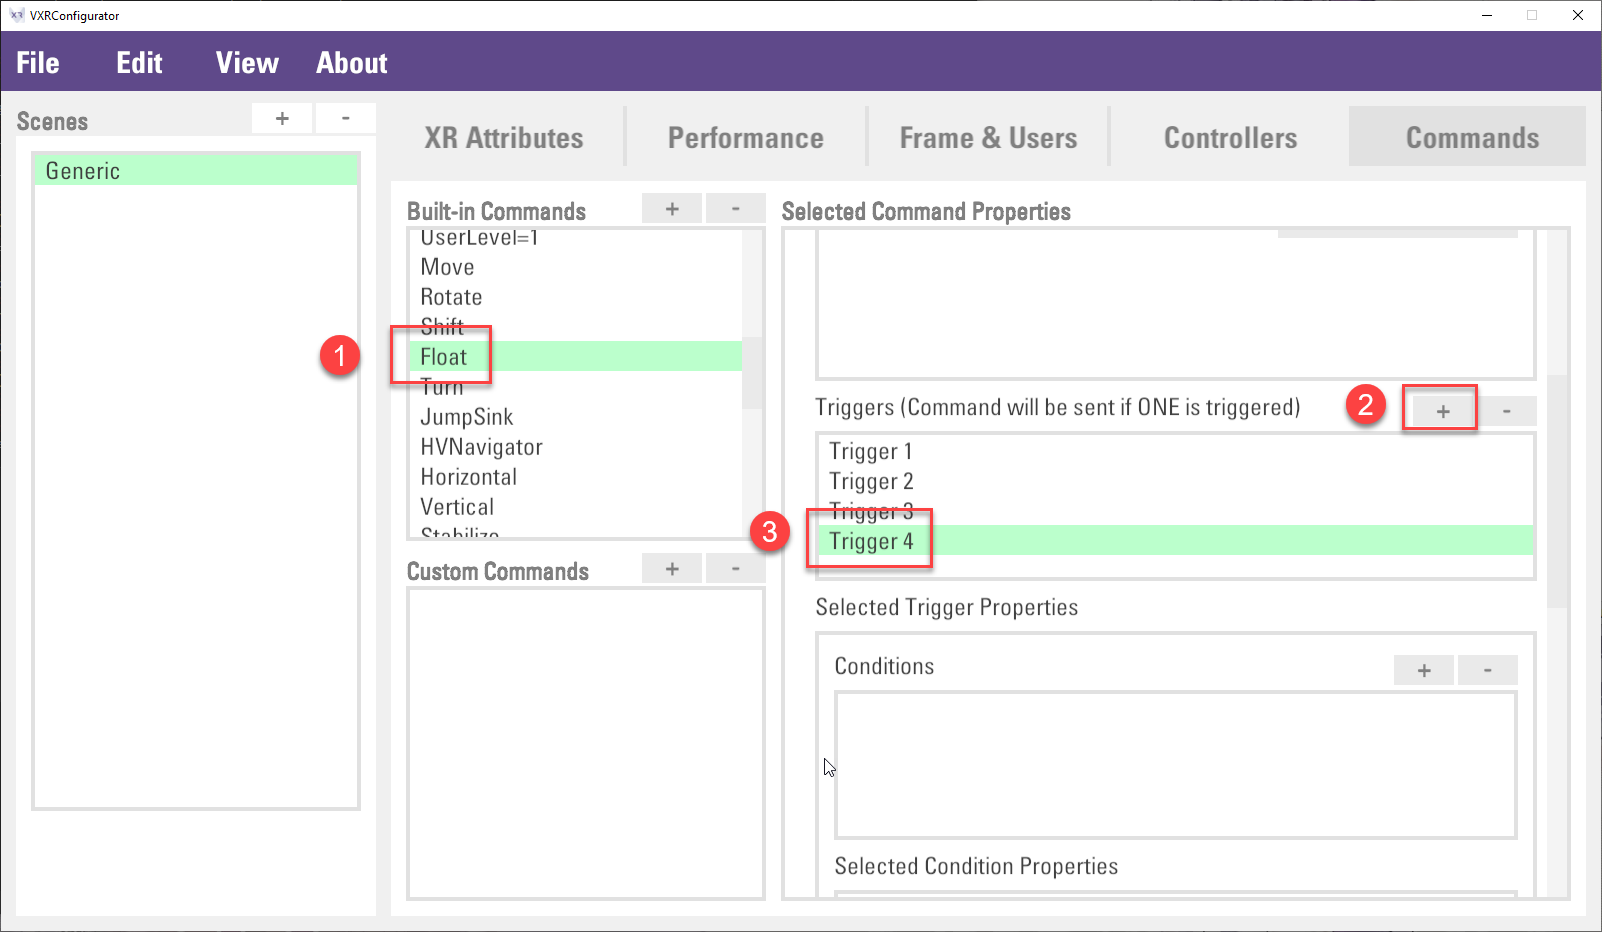 XR VXRConfigurator
File Edit View About
Scenes + -
Generic
XR Attributes Performance Frame & Users Controllers Commands
Built-in Commands + -
UserLevel=1
Move
Rotate
Shift
1 Float
Turn
JumpSink
HVNavigator
Horizontal
Vertical
Stabilize
Custom Commands + -
Selected Command Properties
Triggers (Command will be sent if ONE is triggered) 2 + -
Trigger 1
Trigger 2
Trigger 3
3 Trigger 4
Selected Trigger Properties
Conditions + -
Selected Condition Properties